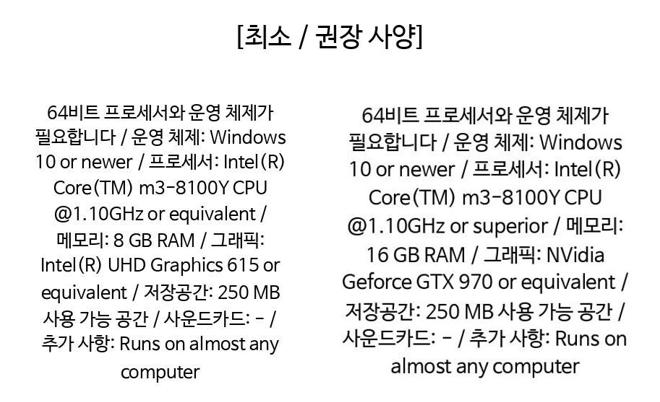 [최소 / 권장 사양]
64비트 프로세서와 운영 체제가
필요합니다 / 운영 체제: Windows
10 or newer / 프로세서: Intel(R)
Core(TM) m3-8100Y CPU
@1.10GHz or equivalent /
메모리: 8 GB RAM / 그래픽:
Intel(R) UHD Graphics 615 or
equivalent / 저장공간: 250 MB
사용 가능 공간 / 사운드카드: - /
추가 사항: Runs on almost any
computer
64비트 프로세서와 운영 체제가
필요합니다 / 운영 체제: Windows
10 or newer / 프로세서: Intel(R)
Core(TM) m3-8100Y CPU
@1.10GHz or superior / 메모리:
16 GB RAM / 그래픽: NVidia
Geforce GTX 970 or equivalent /
저장공간: 250 MB 사용 가능 공간 /
사운드카드: - / 추가 사항: Runs on
almost any computer